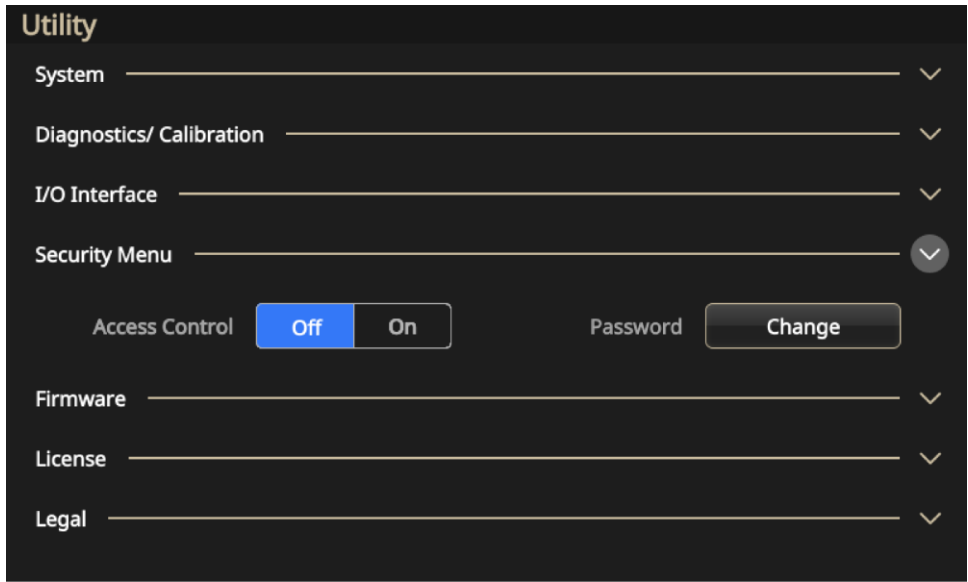 Utility
System
Diagnostics/ Calibration
I/O Interface
Security Menu
Access Control Off On Password Change
Firmware
License
Legal